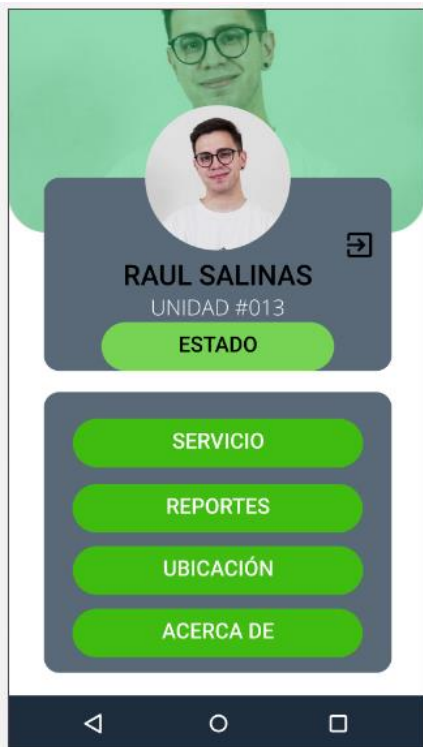 RAUL SALINAS
UNIDAD #013
ESTADO
SERVICIO
REPORTES
UBICACIÓN
ACERCA DE